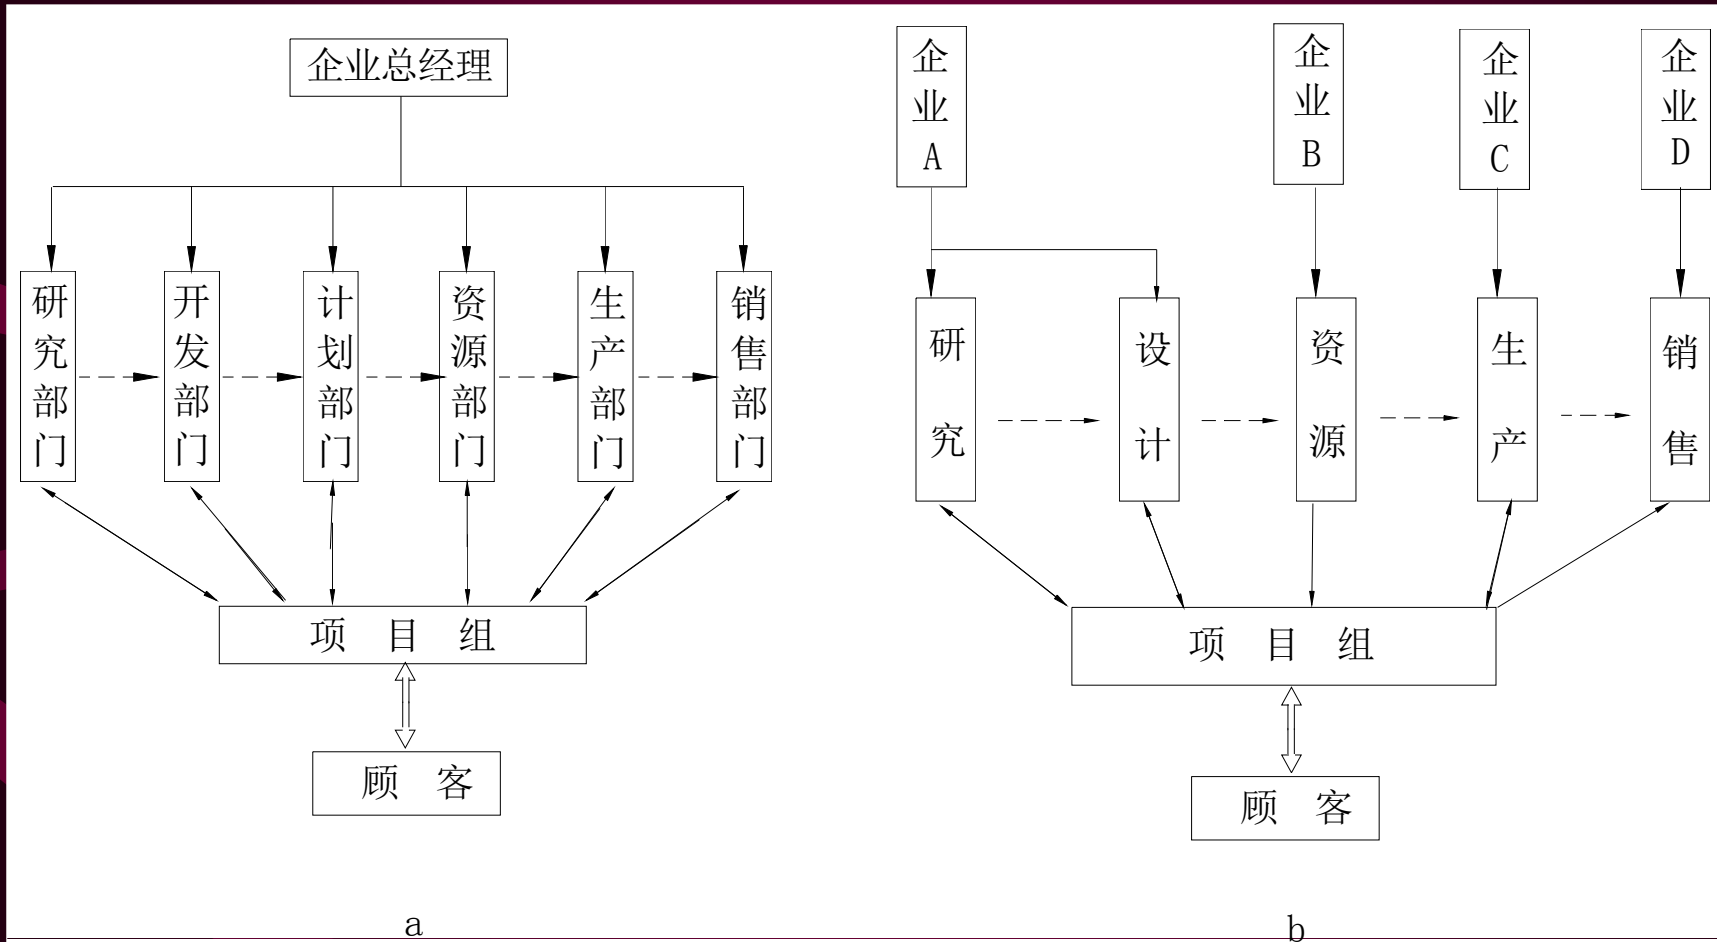 企业总经理
研究部门
开发部门
计划部门
资源部门
生产部门
销售部门
项 目 组
顾 客
a
企业A
企业B
企业C
企业D
研究
设计
资源
生产
销售
项 目 组
顾 客
b